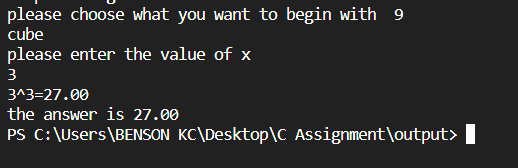 please choose what you want to begin with  9
cube
please enter the value of x
3
3^3=27.00
the answer is 27.00
PS C:\Users\BENSON KC\Desktop\C Assignment\output>